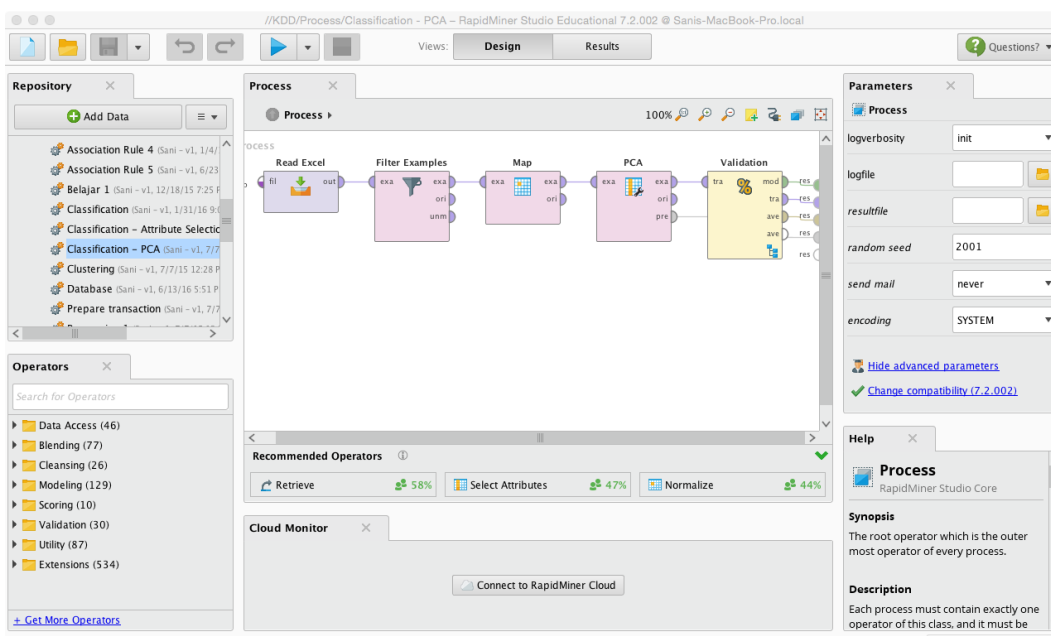 //KDD/Process/Classification - PCA – RapidMiner Studio Educational 7.2.002 @ Sanis-MacBook-Pro.local
Views: Design Results Questions?
Repository
Add Data
Association Rule 4 (Sani - v1, 1/4/
Association Rule 5 (Sani - v1, 6/23
Belajar 1 (Sani - v1, 12/18/15 7:25 P
Classification (Sani - v1, 1/31/16 9:
Classification - Attribute Selectio
Classification - PCA (Sani - v1, 7/7
Clustering (Sani - v1, 7/7/15 12:28 P
Database (Sani - v1, 6/13/16 5:51 P
Prepare transaction (Sani - v1, 7/7
Operators
Search for Operators
Data Access (46)
Blending (77)
Cleansing (26)
Modeling (129)
Scoring (10)
Validation (30)
Utility (87)
Extensions (534)
+ Get More Operators
Process
Process
100%
rocess
Read Excel
fil out
Filter Examples
exa exa
ori
unm
Map
exa exa
ori
PCA
exa exa
ori
pre
Validation
tra mod
tra
ave
ave
res
res
res
res
res
Recommended Operators
Retrieve 58%
Select Attributes 47%
Normalize 44%
Cloud Monitor
Connect to RapidMiner Cloud
Parameters
Process
logverbosity init
logfile
resultfile
random seed 2001
send mail never
encoding SYSTEM
Hide advanced parameters
Change compatibility (7.2.002)
Help
Process
RapidMiner Studio Core
Synopsis
The root operator which is the outer
most operator of every process.
Description
Each process must contain exactly one
operator of this class, and it must be